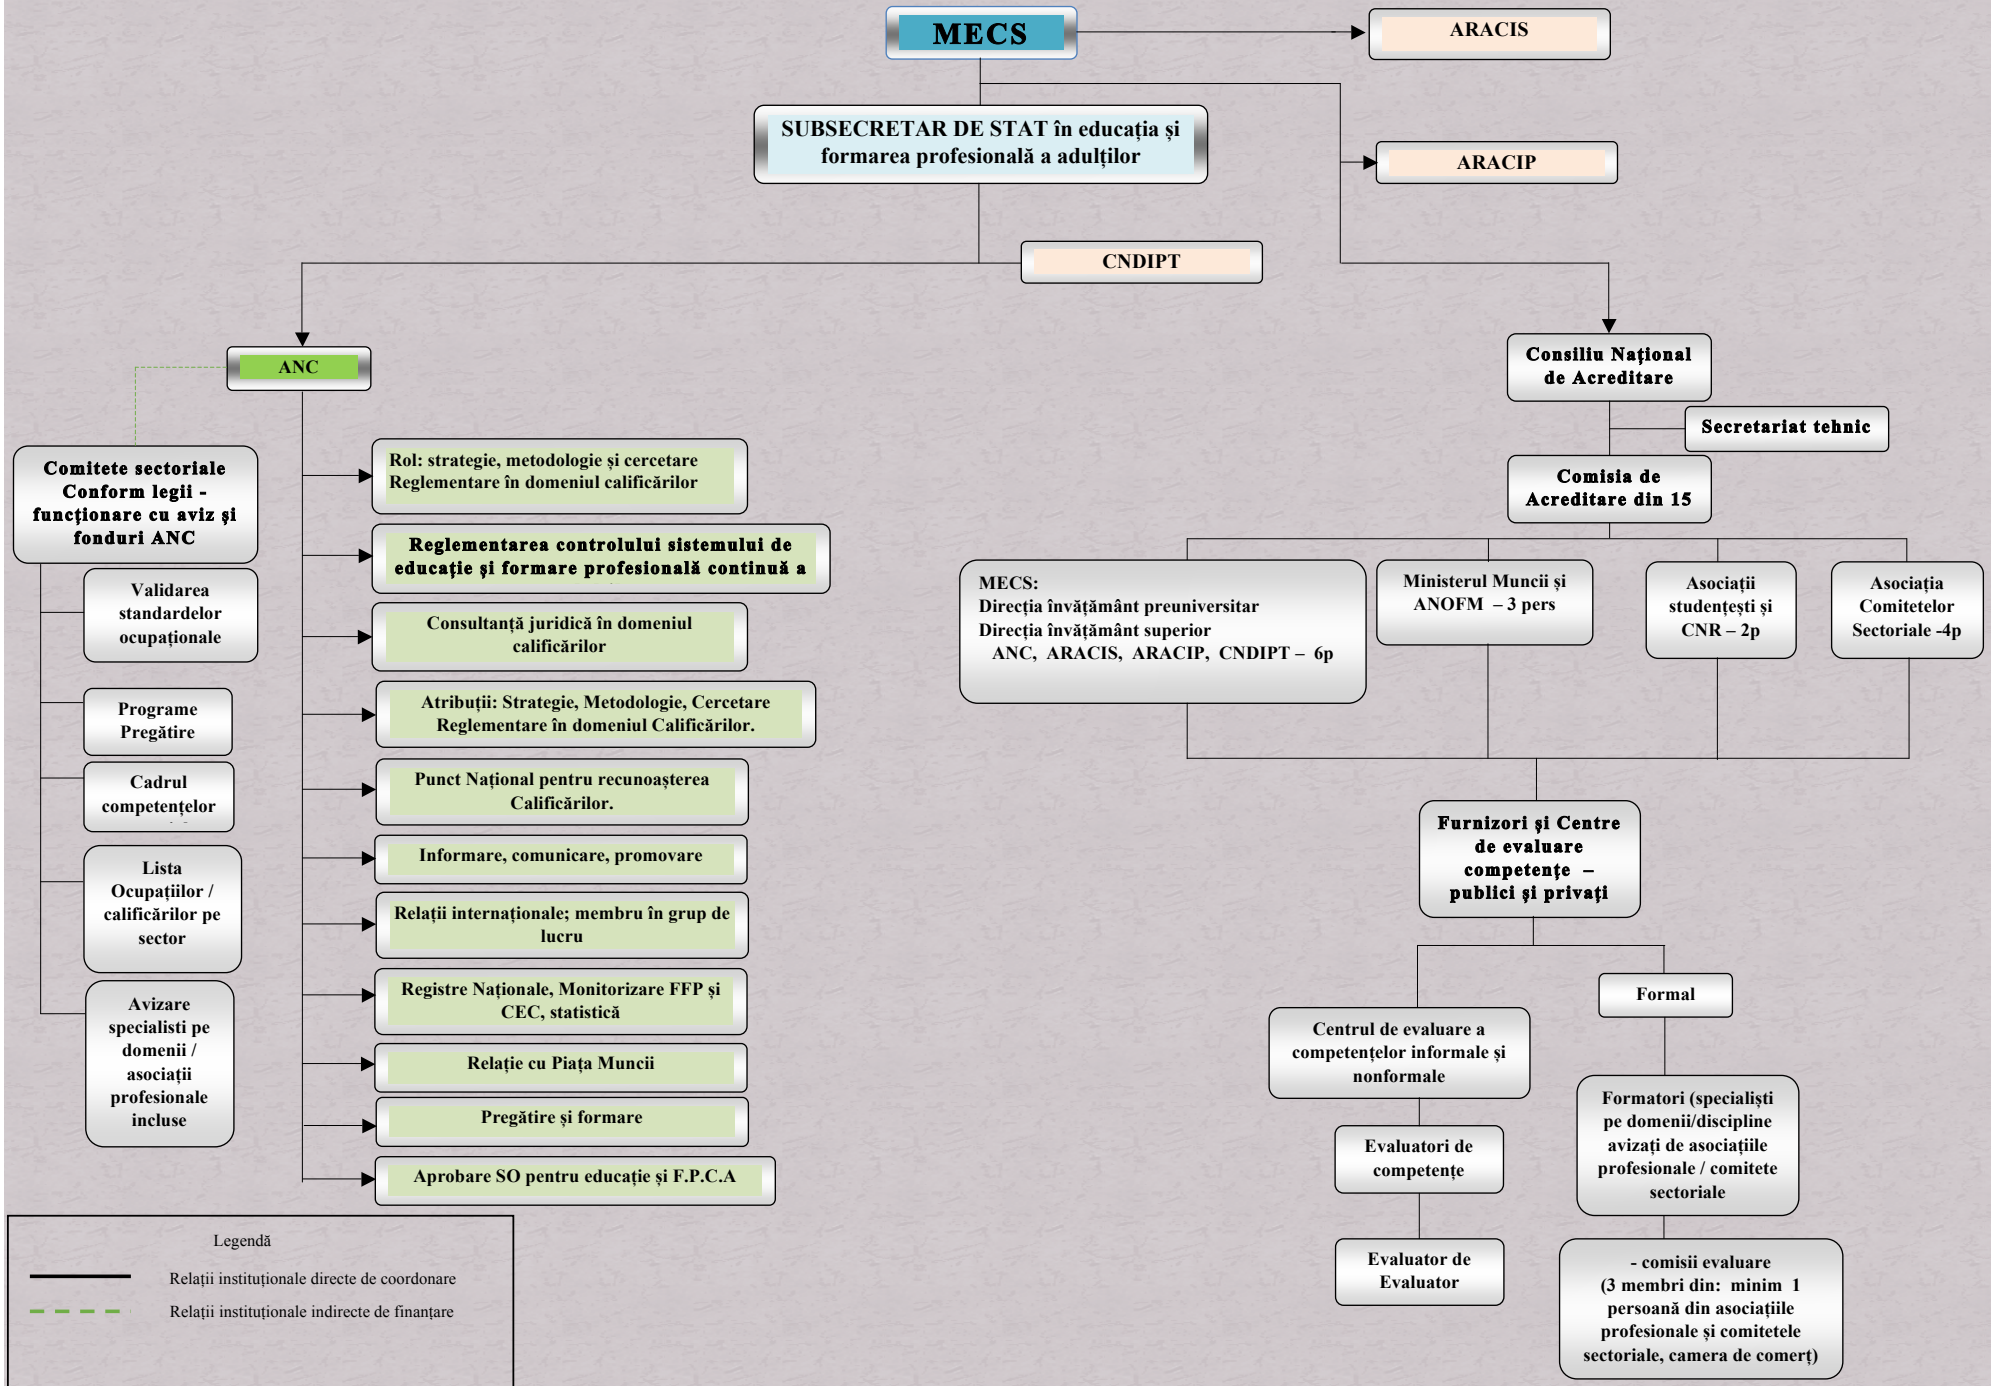 MECS
ARACIS
SUBSECRETAR DE STAT în educația și
formarea profesională a adulților
ARACIP
CNDIPT
ANC
Consiliu Național
de Acreditare
Secretariat tehnic
Comisia de
Acreditare din 15
Comitete sectoriale
Conform legii -
funcționare cu aviz și
fonduri ANC
Validarea
standardelor
ocupaționale
Programe
Pregătire
Cadrul
competențelor
Lista
Ocupațiilor /
calificărilor pe
sector
Avizare
specialisti pe
domenii /
asociații
profesionale
incluse
Rol: strategie, metodologie și cercetare
Reglementare în domeniul calificărilor
Reglementarea controlului sistemului de
educație și formare profesională continuă a
Consultanță juridică în domeniul
calificărilor
Atribuții: Strategie, Metodologie, Cercetare
Reglementare în domeniul Calificărilor.
Punct Național pentru recunoașterea
Calificărilor.
Informare, comunicare, promovare
Relații internaționale; membru în grup de
lucru
Registre Naționale, Monitorizare FFP și
CEC, statistică
Relație cu Piața Muncii
Pregătire și formare
Aprobare SO pentru educație și F.P.C.A
MECS:
Direcția învățământ preuniversitar
Direcția învățământ superior
ANC, ARACIS, ARACIP, CNDIPT – 6p
Ministerul Muncii și
ANOFM – 3 pers
Asociații
studențești și
CNR – 2p
Asociația
Comitetelor
Sectoriale -4p
Furnizori și Centre
de evaluare
competențe –
publici și privați
Centrul de evaluare a
competențelor informale și
nonformale
Evaluatori de
competențe
Evaluator de
Evaluator
Formal
Formatori (specialiști
pe domenii/discipline
avizați de asociațiile
profesionale / comitete
sectoriale
- comisii evaluare
(3 membri din: minim 1
persoană din asociațiile
profesionale și comitetele
sectoriale, camera de comerț)
Legendă
Relații instituționale directe de coordonare
Relații instituționale indirecte de finanțare